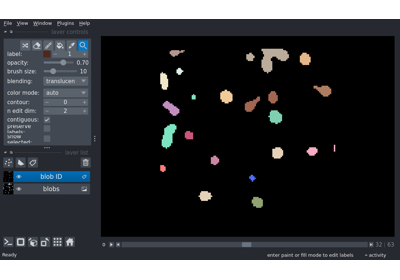 File View Window Plugins Help
layer controls
label: 1
opacity: 0.70
brush size: 10
blending: translucen
color mode: auto
contour: 0
n edit dim: 2
contiguous:
preserve
labels:
show
selected:
layer list
blob ID
blobs
0 32 63
Ready enter paint or fill mode to edit labels activity